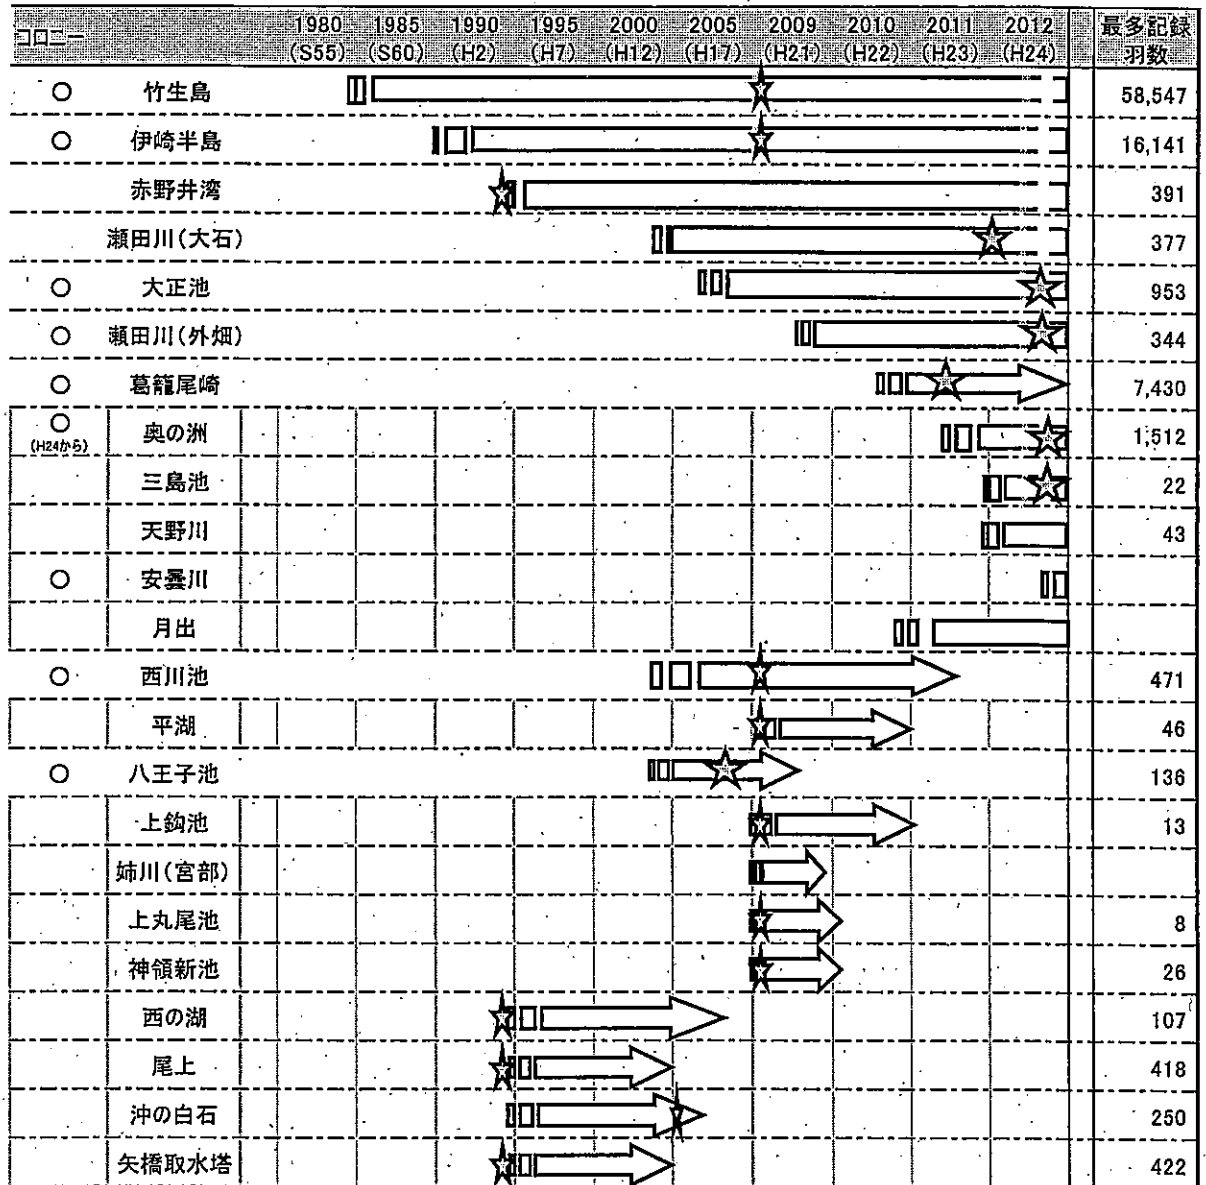 コロニー 1980 1985 1990 1995 2000 2005 2009 2010 2011 2012 最多記録
(S55) (S60) (H2) (H7) (H12) (H17) (H21) (H22) (H23) (H24) 羽数
○ 竹生島 58,547
○ 伊崎半島 16,141
赤野井湾 391
瀬田川(大石) 377
○ 大正池 953
○ 瀬田川(外畑) 344
○ 葛籠尾崎 7,430
○ 奥の洲 1,512
(H24から)
三島池 22
天野川 43
○ 安曇川
月出
○ 西川池 471
平湖 46
○ 八王子池 136
上鈎池 13
姉川(宮部)
上丸尾池 8
神領新池 26
西の湖 107
尾上 418
沖の白石 250
矢橋取水塔 422